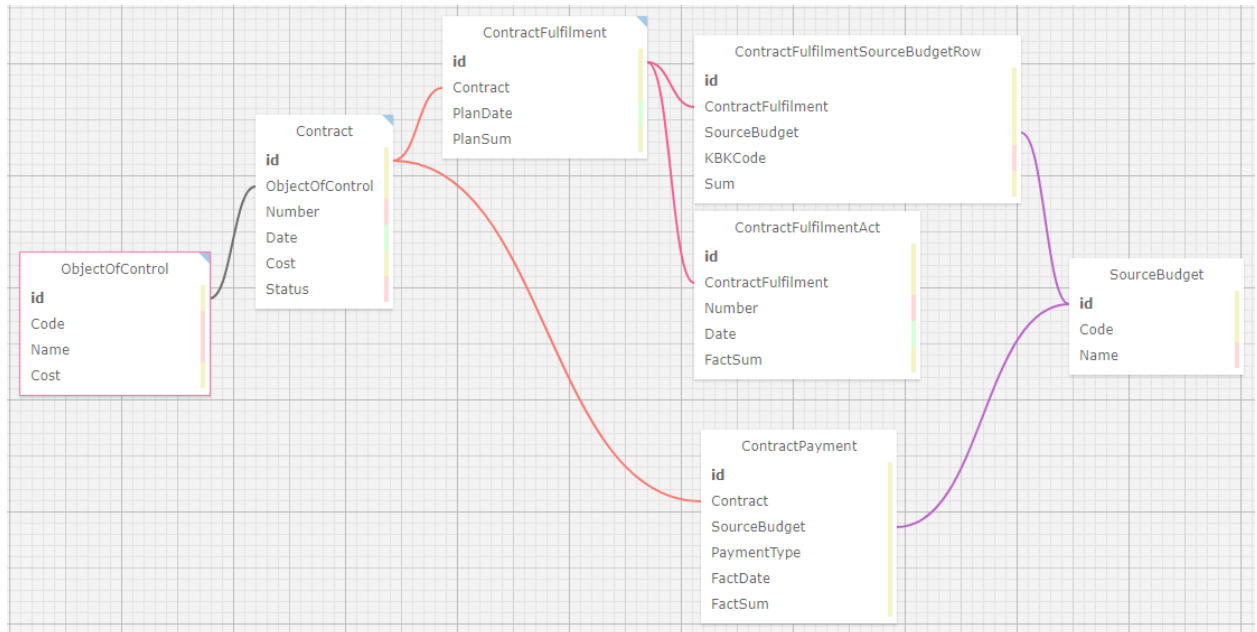 ContractFulfilment
id
Contract
PlanDate
PlanSum
ContractFulfilmentSourceBudgetRow
id
ContractFulfilment
SourceBudget
KBKCode
Sum
Contract
id
ObjectOfControl
Number
Date
Cost
Status
ContractFulfilmentAct
id
ContractFulfilment
Number
Date
FactSum
ObjectOfControl
id
Code
Name
Cost
SourceBudget
id
Code
Name
ContractPayment
id
Contract
SourceBudget
PaymentType
FactDate
FactSum